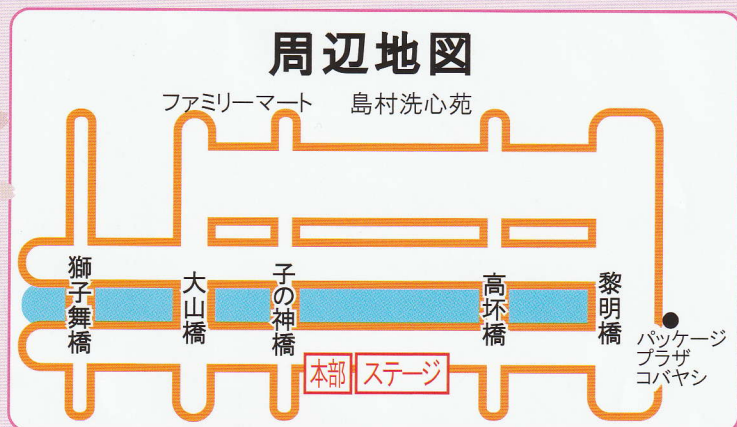 周辺地図
ファミリーマート 島村洗心苑
獅子舞橋
大山橋
子の神橋
高坏橋
黎明橋
本部 ステージ
パッケージ
プラザ
コバヤシ